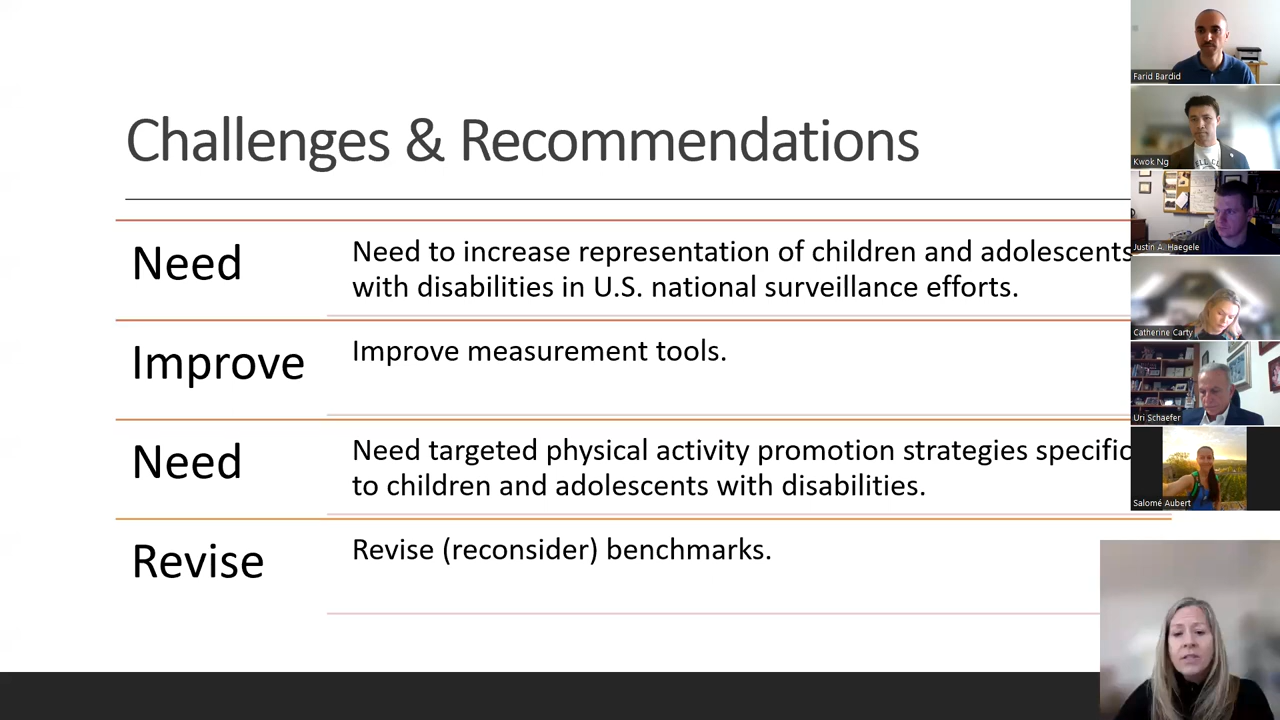 Challenges & Recommendations
Need
Need to increase representation of children and adolescents
with disabilities in U.S. national surveillance efforts.
Improve
Improve measurement tools.
Need
Need targeted physical activity promotion strategies specific
to children and adolescents with disabilities.
Revise
Revise (reconsider) benchmarks.
Farid Bardid
Kwok Ng
Justin A. Haegele
Catherine Carty
Uri Schaefer
Salomé Aubert